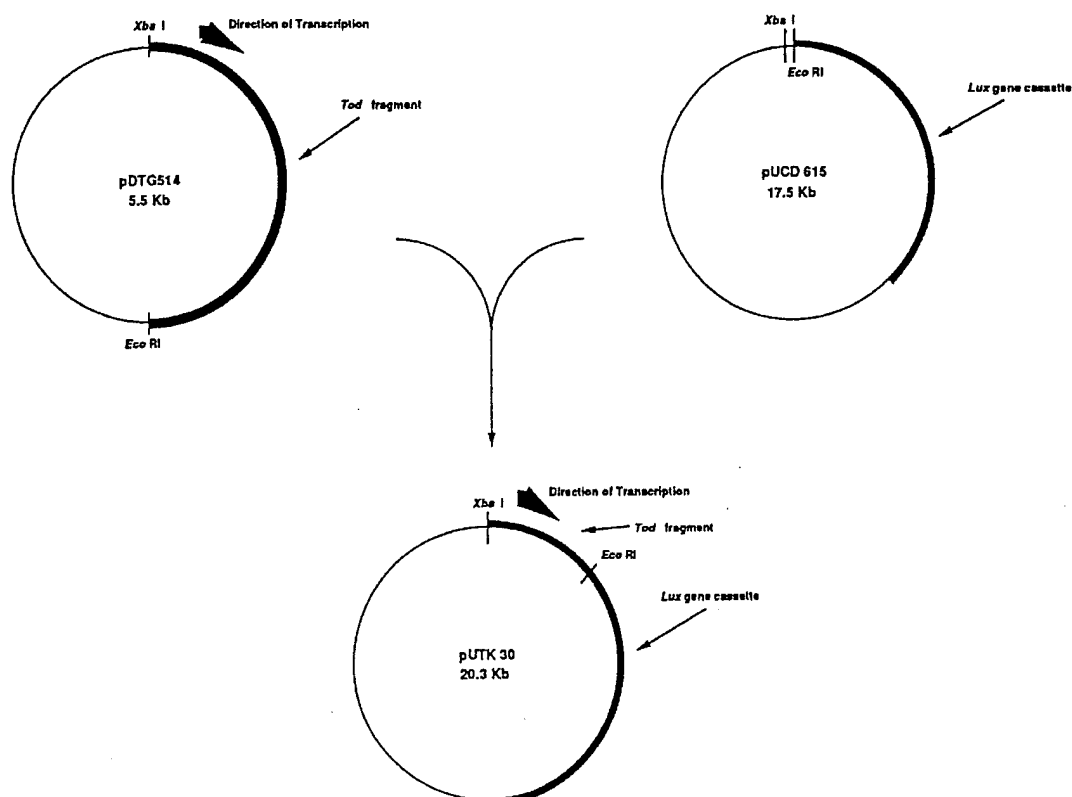 Xba I
Direction of Transcription
Tod fragment
pDTG514
5.5 Kb
Eco RI
Xba I
Eco RI
Lux gene cassette
pUCD 615
17.5 Kb
Xba I
Direction of Transcription
Tod fragment
Eco RI
Lux gene cassette
pUTK 30
20.3 Kb